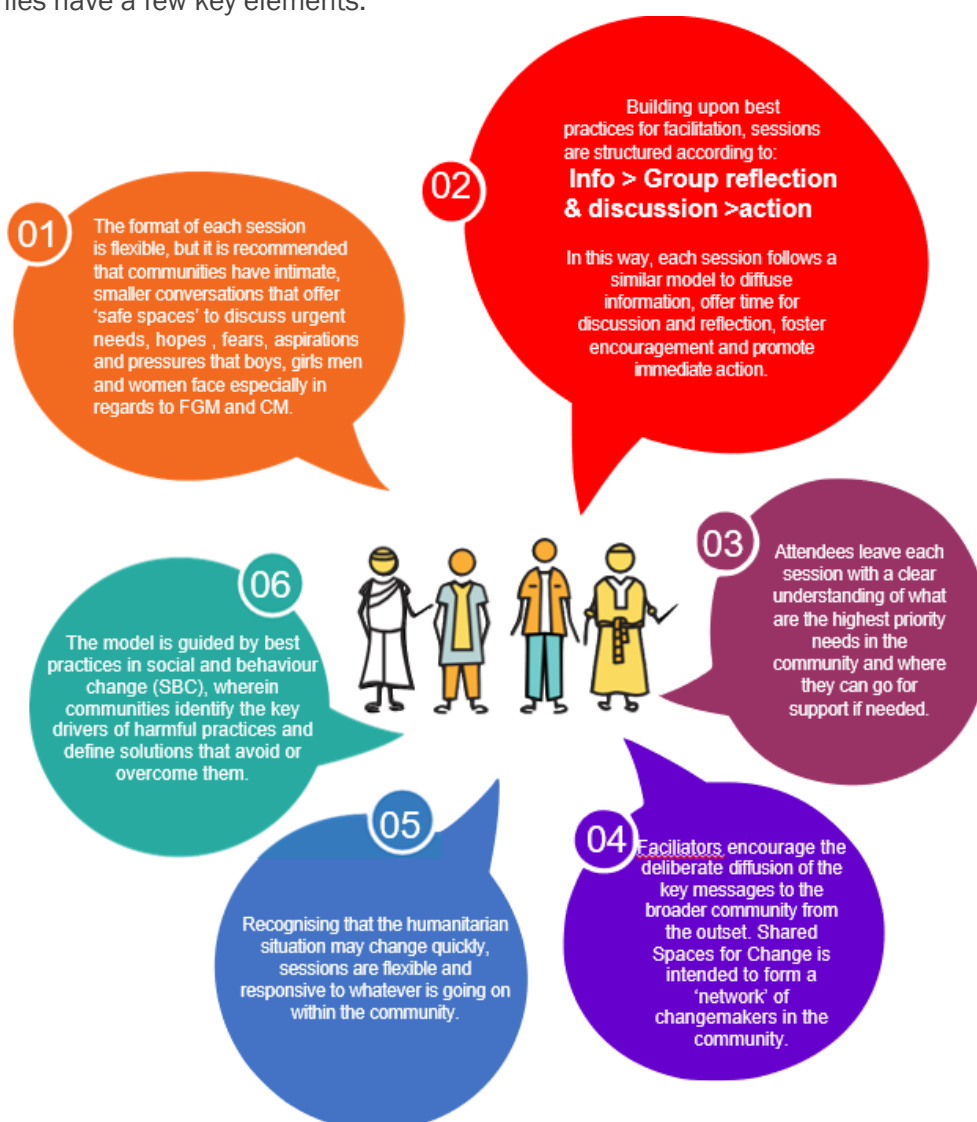 have a few key elements.
01
The format of each session
is flexible, but it is recommended
that communities have intimate,
smaller conversations that offer
‘safe spaces’ to discuss urgent
needs, hopes , fears, aspirations
and pressures that boys, girls men
and women face especially in
regards to FGM and CM.
02
Building upon best
practices for facilitation, sessions
are structured according to:
Info > Group reflection
& discussion >action
In this way, each session follows a
similar model to diffuse
information, offer time for
discussion and reflection, foster
encouragement and promote
immediate action.
03
Attendees leave each
session with a clear
understanding of what
are the highest priority
needs in the
community and where
they can go for
support if needed.
04
Faciliators encourage the
deliberate diffusion of the
key messages to the
broader community from
the outset. Shared
Spaces for Change is
intended to form a
‘network’ of
changemakers in the
community.
05
Recognising that the humanitarian
situation may change quickly,
sessions are flexible and
responsive to whatever is going on
within the community.
06
The model is guided by best
practices in social and behaviour
change (SBC), wherein
communities identify the key
drivers of harmful practices and
define solutions that avoid or
overcome them.